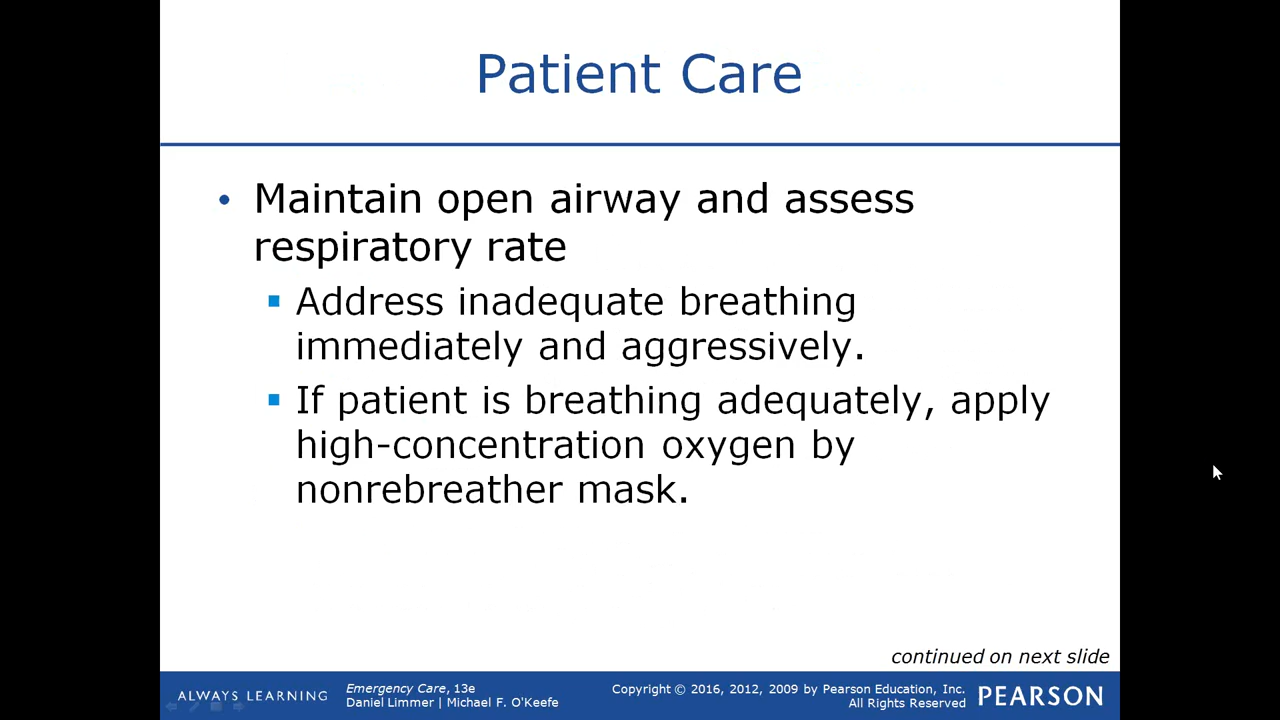 Patient Care
• Maintain open airway and assess
respiratory rate
▪ Address inadequate breathing
immediately and aggressively.
▪ If patient is breathing adequately, apply
high-concentration oxygen by
nonrebreather mask.
continued on next slide
ALWAYS LEARNING
Emergency Care, 13e
Daniel Limmer | Michael F. O'Keefe
Copyright © 2016, 2012, 2009 by Pearson Education, Inc.
All Rights Reserved
PEARSON